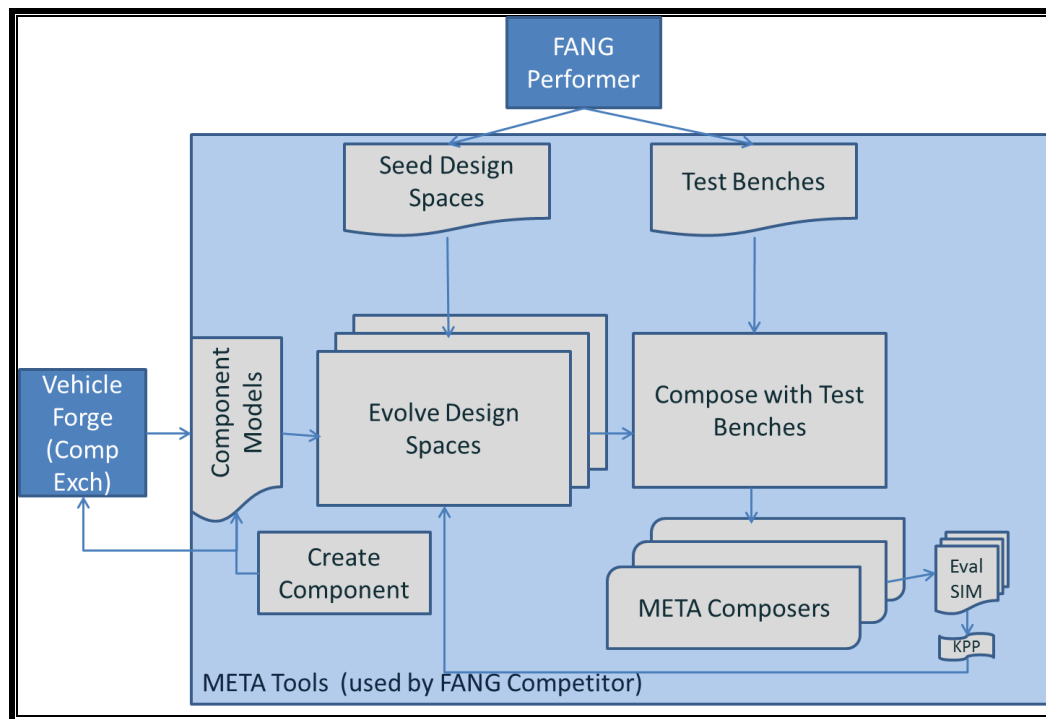 FANG
Performer
Seed Design
Spaces
Test Benches
Vehicle
Forge
(Comp
Exch)
Component
Models
Evolve Design
Spaces
Compose with Test
Benches
Create
Component
META Composers
Eval
SIM
KPP
META Tools (used by FANG Competitor)